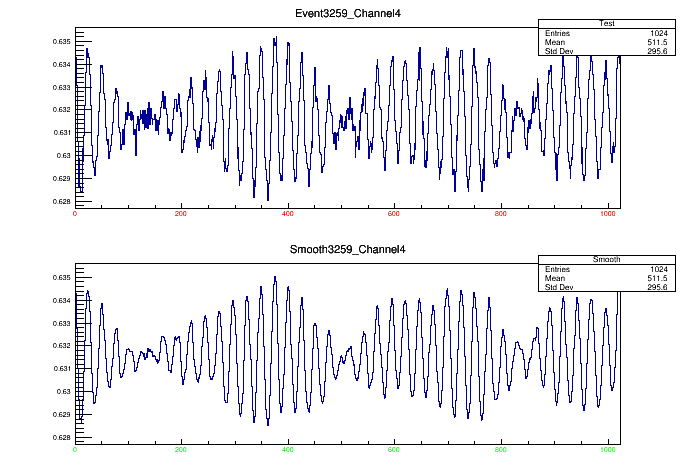 Event3259_Channel4
Test
Entries 1024
Mean 511.5
Std Dev 295.6
0.635
0.634
0.633
0.632
0.631
0.63
0.629
0.628
0 200 400 600 800 1000
Smooth3259_Channel4
Smooth
Entries 1024
Mean 511.5
Std Dev 295.6
0.635
0.634
0.633
0.632
0.631
0.63
0.629
0.628
0 200 400 600 800 1000